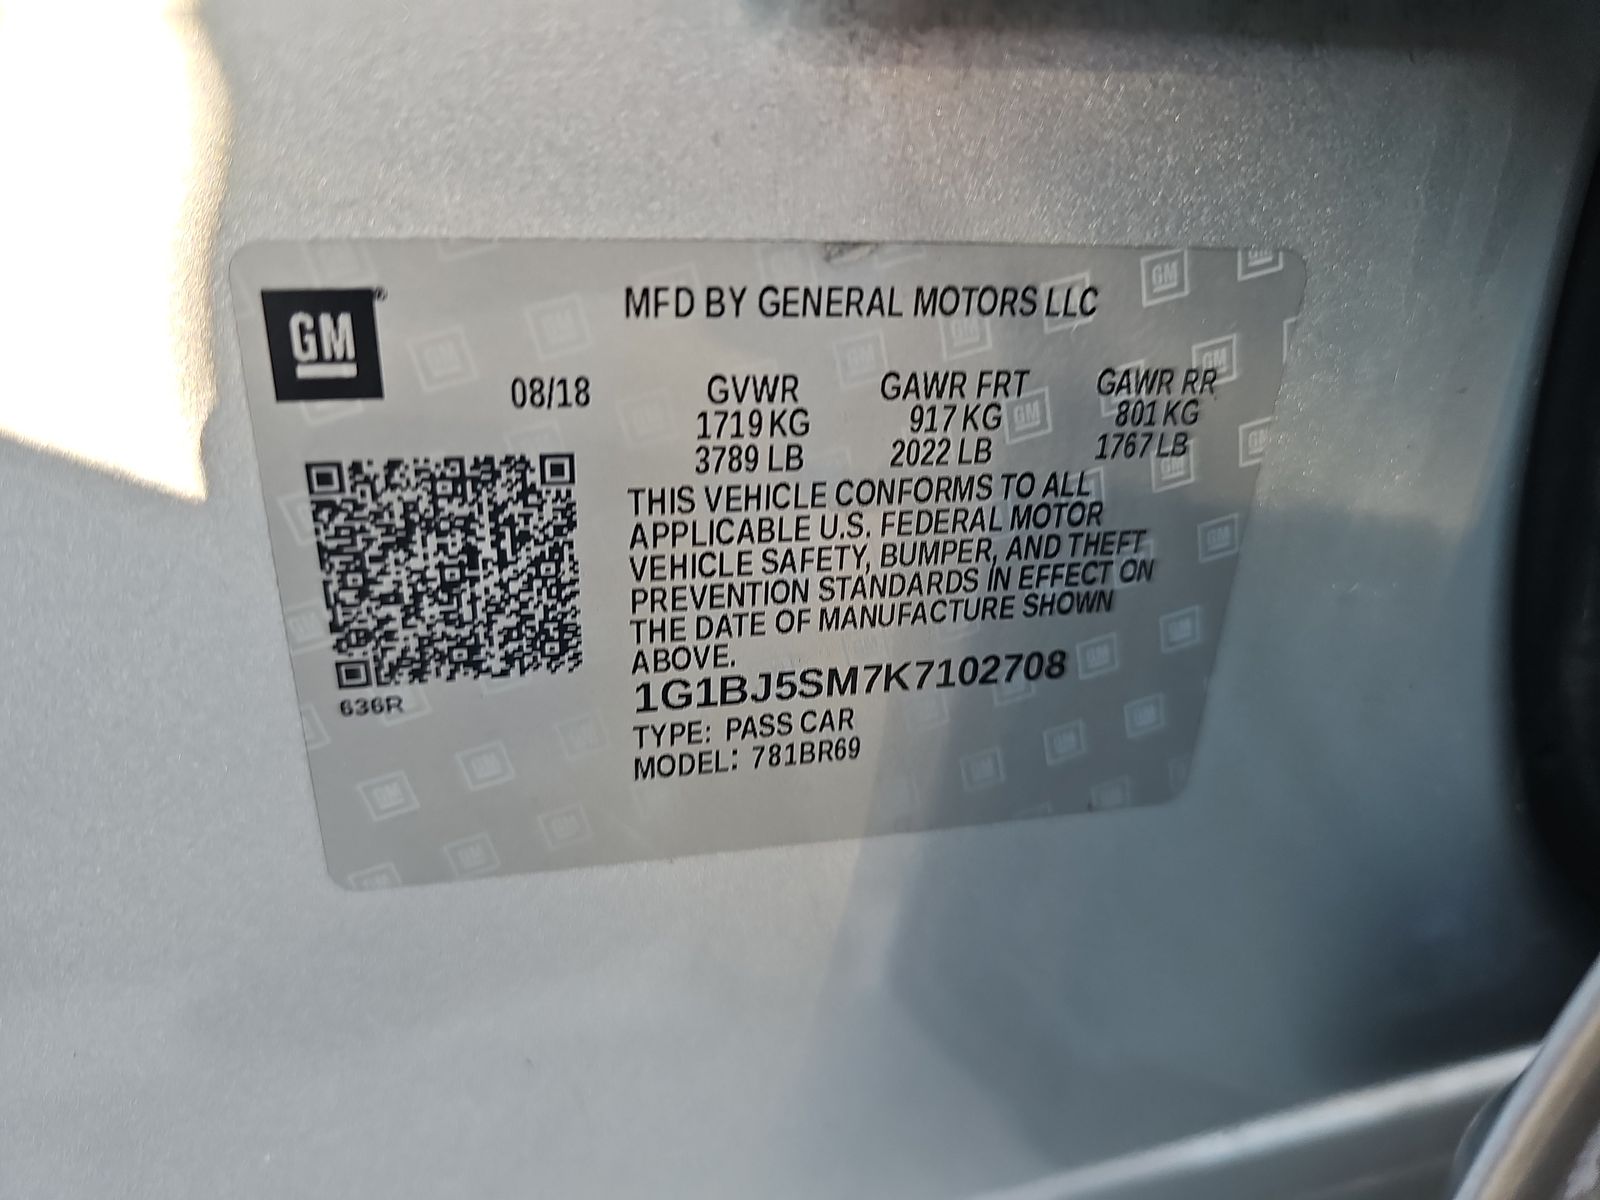 GM
MFD BY GENERAL MOTORS LLC
08/18 GVWR GAWR FRT GAWR RR
1719 KG 917 KG 801 KG
3789 LB 2022 LB 1767 LB
THIS VEHICLE CONFORMS TO ALL
APPLICABLE U.S. FEDERAL MOTOR
VEHICLE SAFETY, BUMPER, AND THEFT
PREVENTION STANDARDS IN EFFECT ON
THE DATE OF MANUFACTURE SHOWN
ABOVE.
1G1BJ5SM7K7102708
TYPE: PASS CAR
MODEL: 781BR69
636R